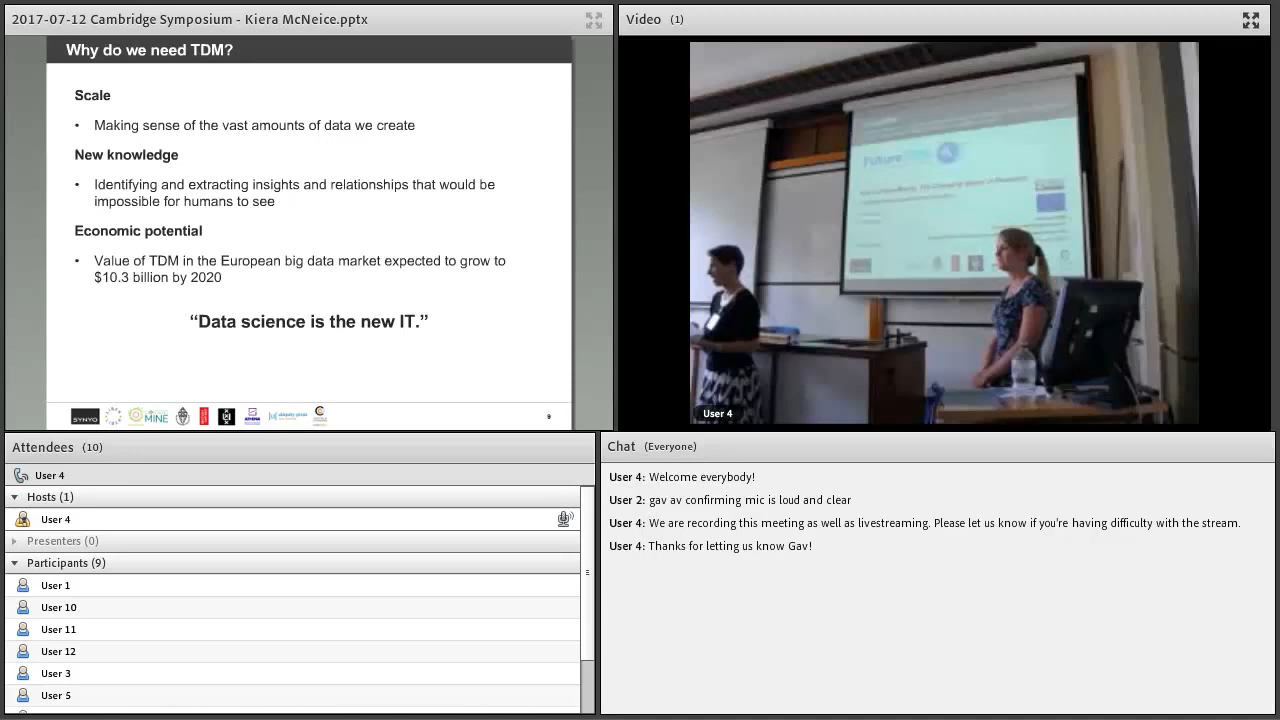 2017-07-12 Cambridge Symposium - Kiera McNeice.pptx
Why do we need TDM?
Scale
• Making sense of the vast amounts of data we create
New knowledge
• Identifying and extracting insights and relationships that would be
impossible for humans to see
Economic potential
• Value of TDM in the European big data market expected to grow to
$10.3 billion by 2020
“Data science is the new IT.”
SYNYO
MINE
ATHENA
ubiquity press
9
Video (1)
Future
User 4
Attendees (10)
User 4
Hosts (1)
User 4
Presenters (0)
Participants (9)
User 1
User 10
User 11
User 12
User 3
User 5
Chat (Everyone)
User 4: Welcome everybody!
User 2: gav av confirming mic is loud and clear
User 4: We are recording this meeting as well as livestreaming. Please let us know if you're having difficulty with the stream.
User 4: Thanks for letting us know Gav!